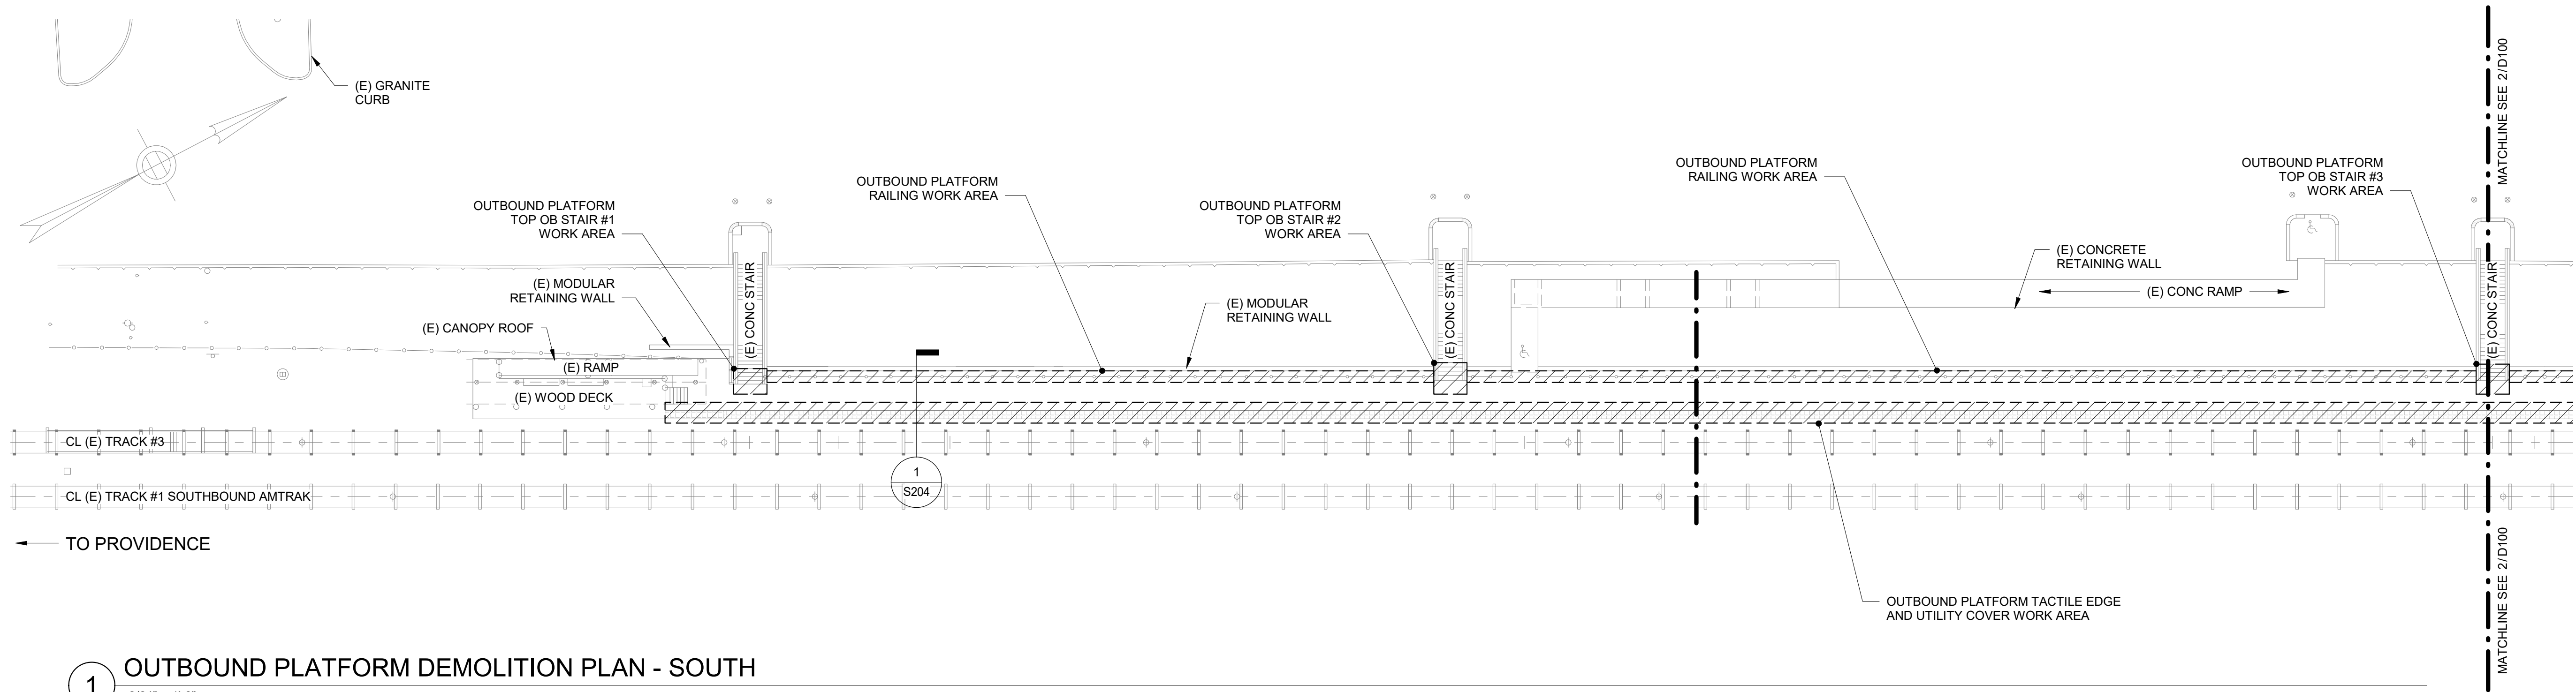 (E) GRANITE
CURB
OUTBOUND PLATFORM
TOP OB STAIR #1
WORK AREA
OUTBOUND PLATFORM
RAILING WORK AREA
OUTBOUND PLATFORM
TOP OB STAIR #2
WORK AREA
OUTBOUND PLATFORM
RAILING WORK AREA
OUTBOUND PLATFORM
TOP OB STAIR #3
WORK AREA
MATCHLINE SEE 2/D100
(E) MODULAR
RETAINING WALL
(E) CANOPY ROOF
(E) RAMP
(E) WOOD DECK
(E) CONC STAIR
(E) MODULAR
RETAINING WALL
(E) CONC STAIR
(E) CONCRETE
RETAINING WALL
(E) CONC RAMP
(E) CONC STAIR
CL (E) TRACK #3
1
S204
CL (E) TRACK #1 SOUTHBOUND AMTRAK
TO PROVIDENCE
OUTBOUND PLATFORM TACTILE EDGE
AND UTILITY COVER WORK AREA
MATCHLINE SEE 2/D100
1
OUTBOUND PLATFORM DEMOLITION PLAN - SOUTH